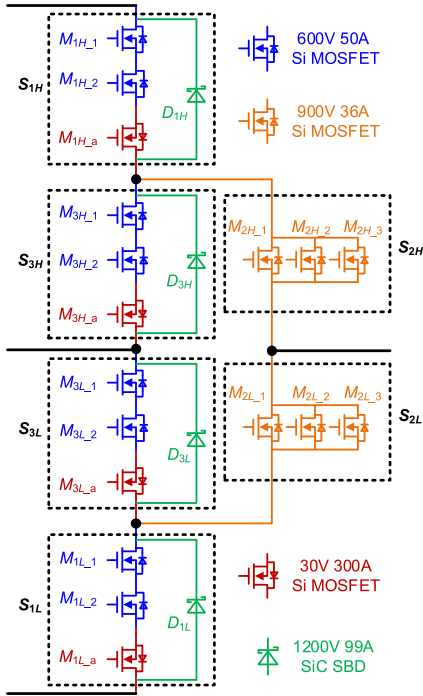 M1H_1
600V 50A
Si MOSFET
M1H_2
S1H
D1H
900V 36A
Si MOSFET
M1H_a
M3H_1
M2H_1 M2H_2 M2H_3
S3H
M3H_2
D3H
S2H
M3H_a
M3L_1
M2L_1 M2L_2 M2L_3
S3L
M3L_2
D3L
S2L
M3L_a
M1L_1
30V 300A
Si MOSFET
S1L
M1L_2
D1L
M1L_a
1200V 99A
SiC SBD